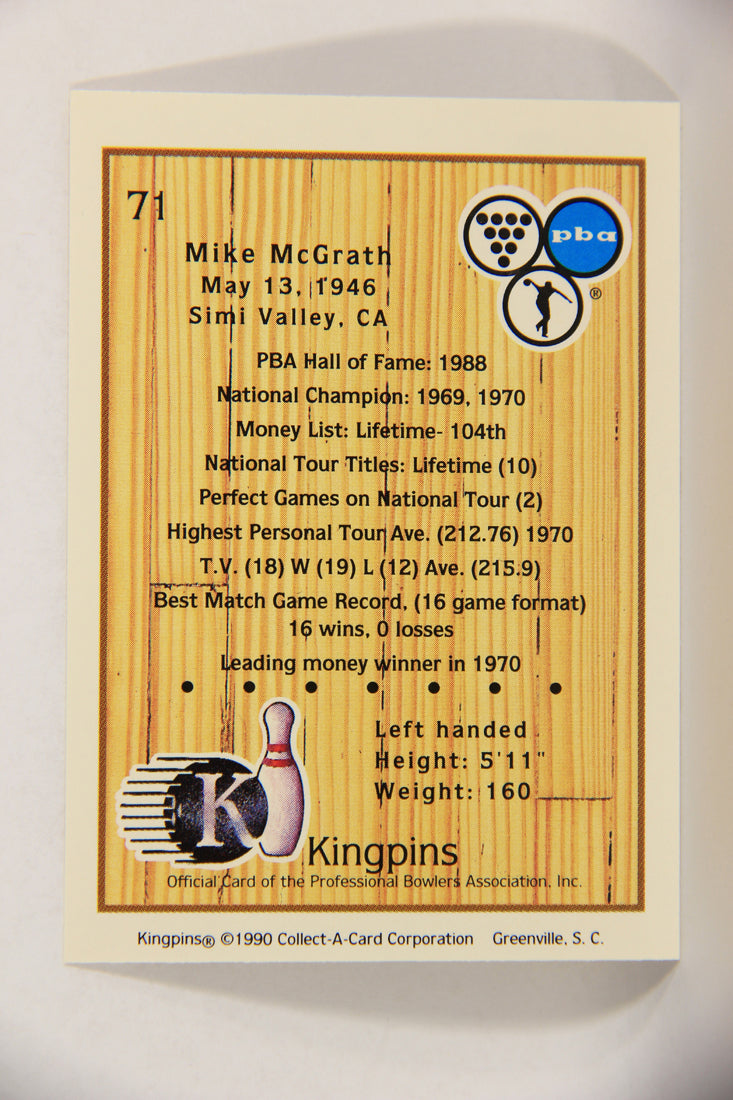 71
pba
®
Mike McGrath
May 13, 1946
Simi Valley, CA
PBA Hall of Fame: 1988
National Champion: 1969, 1970
Money List: Lifetime- 104th
National Tour Titles: Lifetime (10)
Perfect Games on National Tour (2)
Highest Personal Tour Ave. (212.76) 1970
T.V. (18) W (19) L (12) Ave. (215.9)
Best Match Game Record, (16 game format)
16 wins, 0 losses
Leading money winner in 1970
Left handed
Height: 5'11"
Weight: 160
K
Kingpins
Official Card of the Professional Bowlers Association, Inc.
Kingpins® ©1990 Collect-A-Card Corporation Greenville, S. C.